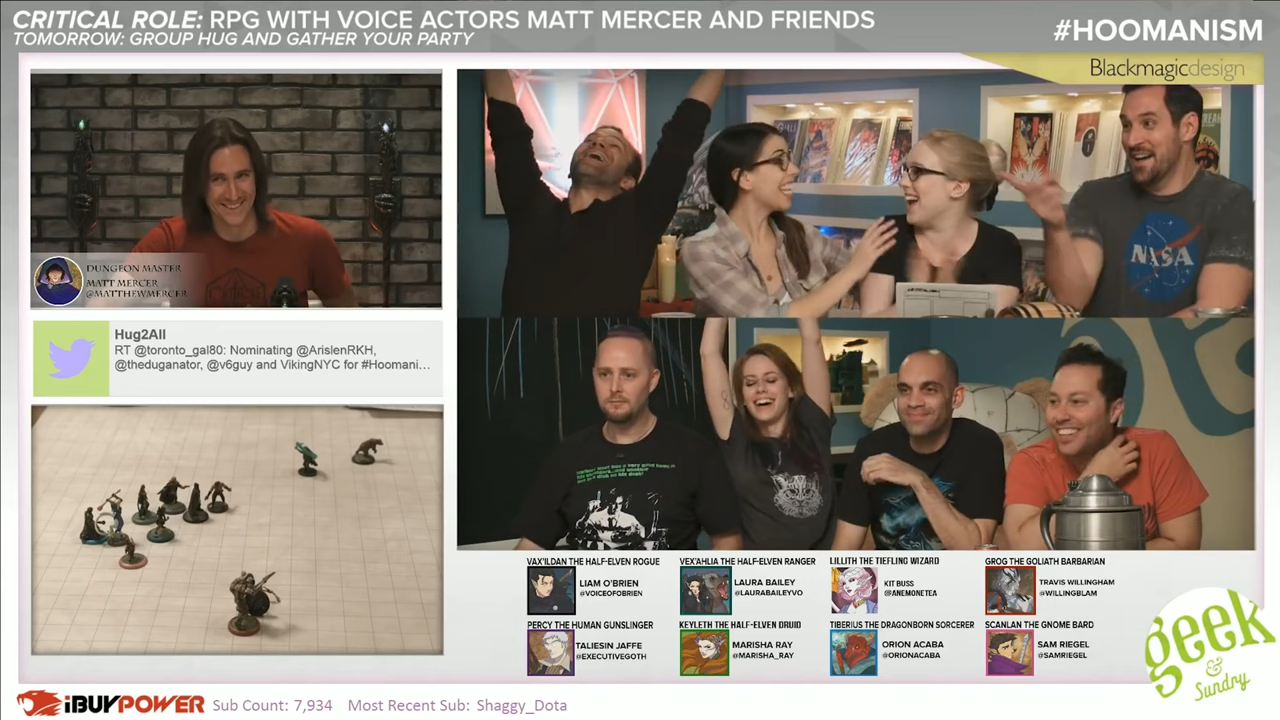 CRITICAL ROLE: RPG WITH VOICE ACTORS MATT MERCER AND FRIENDS
TOMORROW: GROUP HUG AND GATHER YOUR PARTY
#HOOMANISM
Blackmagicdesign
DUNGEON MASTER
MATT MERCER
@MATTHEWMERCER
NASA
Hug2All
RT @toronto_gal80: Nominating @ArislenRKH,
@theduganator, @v6guy and VikingNYC for #Hoomani...
VAX'ILDAN THE HALF-ELVEN ROGUE
LIAM O'BRIEN
@VOICEOFOBRIEN
VEX'AHLIA THE HALF-ELVEN RANGER
LAURA BAILEY
@LAURABAILEYVO
LILLITH THE TIEFLING WIZARD
KIT BUSS
@ANEMONETEA
GROG THE GOLIATH BARBARIAN
TRAVIS WILLINGHAM
@WILLINGBLAM
PERCY THE HUMAN GUNSLINGER
TALIESIN JAFFE
@EXECUTIVEGOTH
KEYLETH THE HALF-ELVEN DRUID
MARISHA RAY
@MARISHA_RAY
TIBERIUS THE DRAGONBORN SORCERER
ORION ACABA
@ORIONACABA
SCANLAN THE GNOME BARD
SAM RIEGEL
@SAMRIEGEL
geek
& Sundry
iBUYPOWER
Sub Count: 7,934 Most Recent Sub: Shaggy_Dota